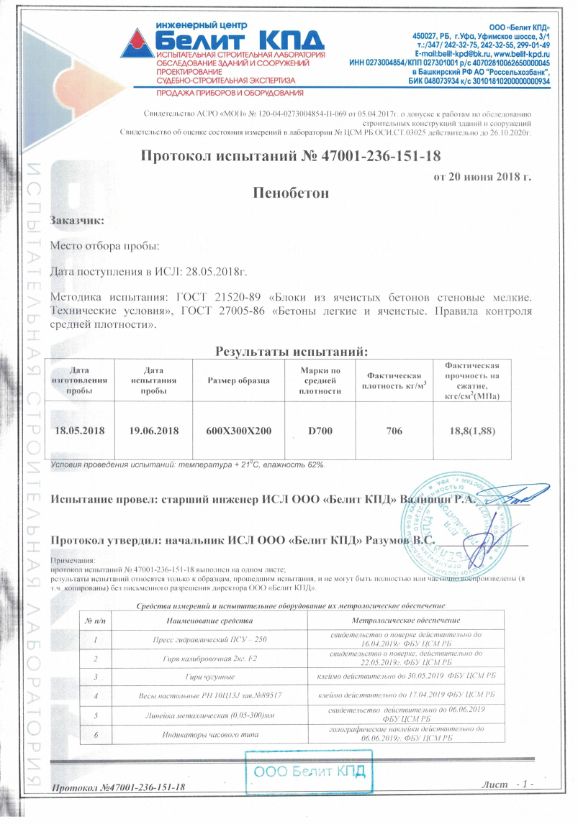 инженерный центр
Белит КПД
ИСПЫТАТЕЛЬНАЯ СТРОИТЕЛЬНАЯ ЛАБОРАТОРИЯ
ОБСЛЕДОВАНИЕ ЗДАНИЙ И СООРУЖЕНИЙ
ПРОЕКТИРОВАНИЕ
СУДЕБНО-СТРОИТЕЛЬНАЯ ЭКСПЕРТИЗА
ПРОДАЖА ПРИБОРОВ И ОБОРУДОВАНИЯ
ООО "Белит КПД"
450027, РБ, г.Уфа, Уфимское шоссе, 3/1
т./347/ 242-32-75, 242-32-55, 299-01-49
E-mail:belit-kpd@bk.ru, www.belit-kpd.ru
ИНН 0273004854/КПП 027301001 р/с 40702810062650000045
в Башкирский РФ АО "Россельхозбанк",
БИК 048073934 к/с 30101810200000000934
Свидетельство АСРО «МОП» № 120-04-0273004854-П-069 от 05.04.2017г. о допуске к работам по обследованию
строительных конструкций зданий и сооружений
Свидетельство об оценке состояния измерений в лаборатории № ЦСМ.РБ.ОСИ.СТ.03025 действительно до 26.10.2020г.
Протокол испытаний № 47001-236-151-18
от 20 июня 2018 г.
Пенобетон
Заказчик:
Место отбора пробы:
Дата поступления в ИСЛ: 28.05.2018г.
Методика испытания: ГОСТ 21520-89 «Блоки из ячеистых бетонов стеновые мелкие.
Технические условия», ГОСТ 27005-86 «Бетоны легкие и ячеистые. Правила контроля
средней плотности».
Результаты испытаний:
Дата изготовления пробы
Дата испытания пробы
Размер образца
Марки по средней плотности
Фактическая плотность кг/м³
Фактическая прочность на сжатие, кгс/см²(МПа)
18.05.2018 19.06.2018 600Х300Х200 D700 706 18,8(1,88)
Условия проведения испытаний: температура + 21⁰С, влажность 62%.
Испытание провел: старший инженер ИСЛ ООО «Белит КПД» Валишин Р.А.
Протокол утвердил: начальник ИСЛ ООО «Белит КПД» Разумов В.С.
Примечания:
протокол испытаний № 47001-236-151-18 выполнен на одном листе;
результаты испытания относятся только к образцам, прошедшим испытания, и не могут быть полностью или частично воспроизведены (в
т.ч. копированы) без письменного разрешения директора ООО «Белит КПД».
Средства измерений и испытательное оборудование их метрологическое обеспечение
№ п/п Наименование средства Метрологическое обеспечение
1 Пресс гидравлический ПСУ – 250 свидетельство о поверке действительно до 16.04.2019г. ФБУ ЦСМ РБ
2 Гиря калибровочная 2кг. F2 свидетельство о поверке, действительно до 22.05.2019г. ФБУ ЦСМ РБ
3 Гири чугунные клеймо действительно до 30.05.2019 ФБУ ЦСМ РБ
4 Весы настольные РН 10Ц13У зав.№89517 клеймо действительно до 17.04.2019 ФБУ ЦСМ РБ
5 Линейка металлическая (0,05-300)мм свидетельство действительно до 06.06.2019 ФБУ ЦСМ РБ
6 Индикаторы часового типа голографические наклейки действительно до 06.06.2019г. ФБУ ЦСМ РБ
ООО Белит КПД
Протокол №47001-236-151-18
Лист - 1 -
ИСПЫТАТЕЛЬНАЯ СТРОИТЕЛЬНАЯ ЛАБОРАТОРИЯ